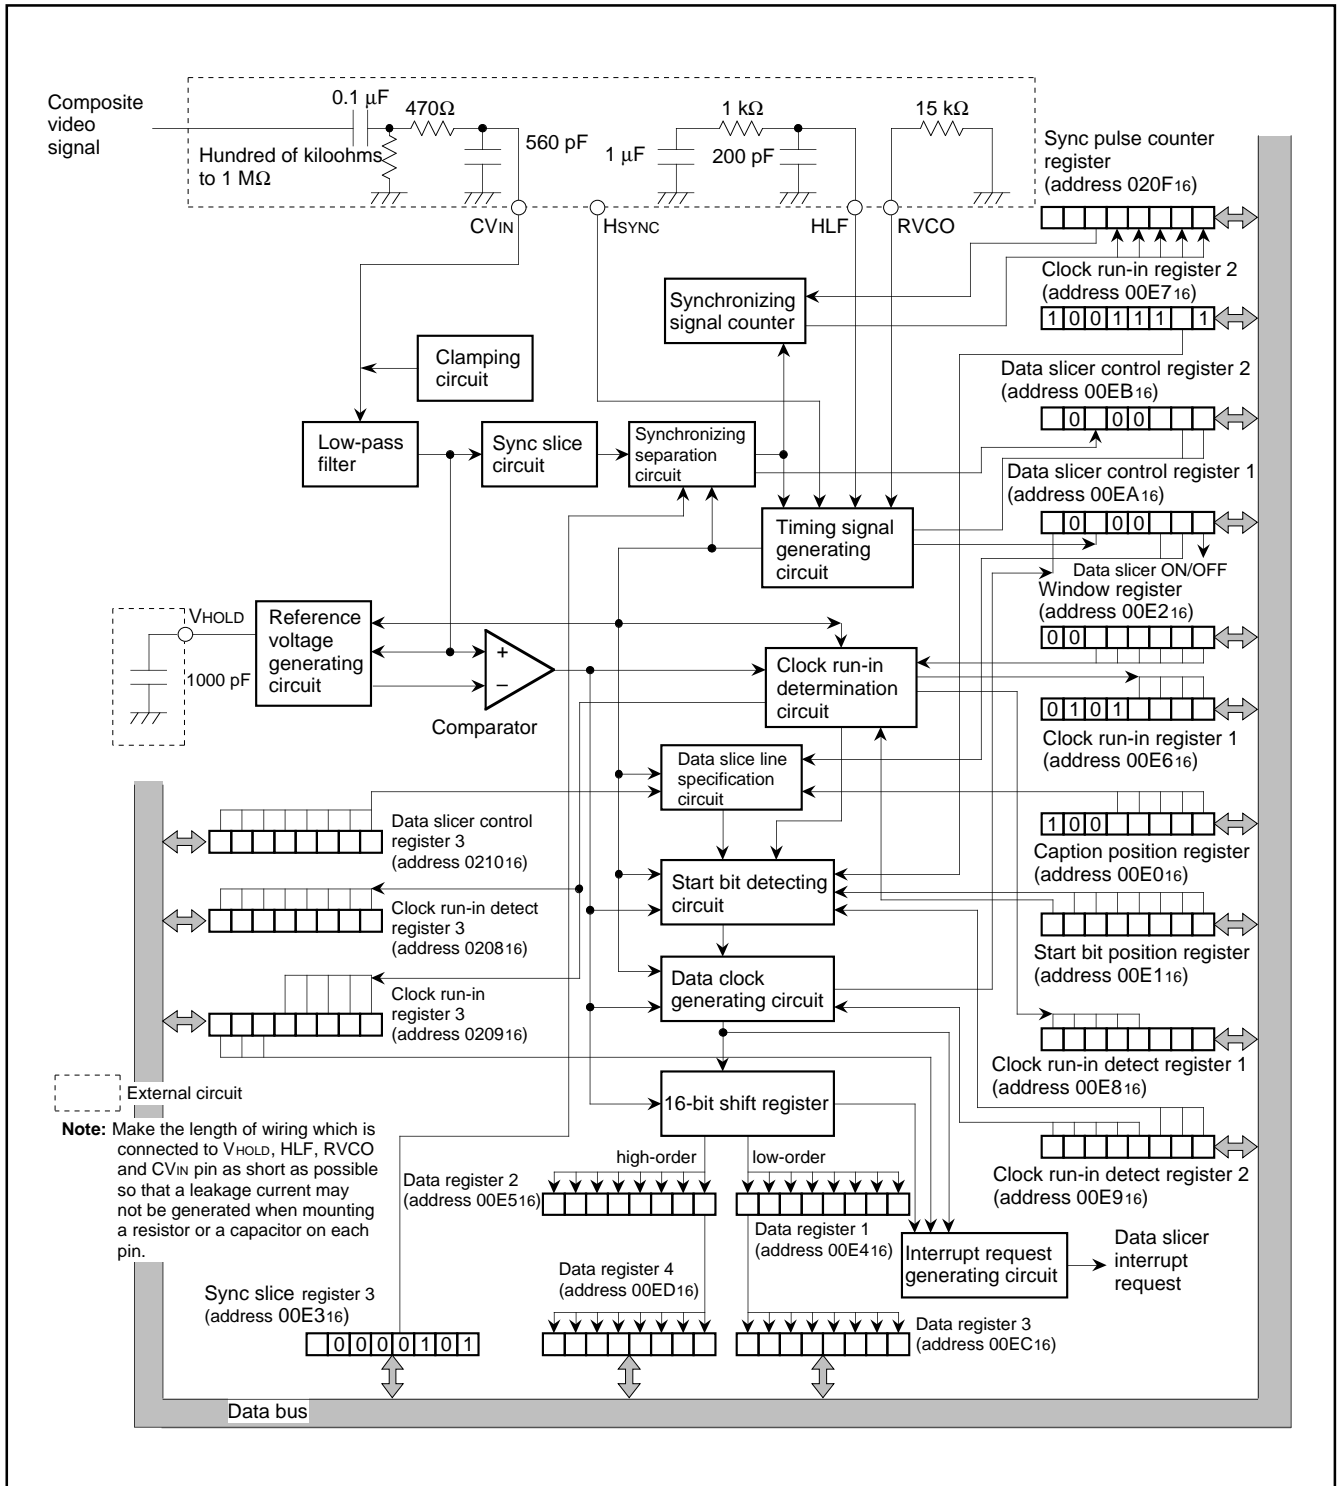 Composite
video
signal
0.1 µF
470Ω
560 pF
Hundred of kiloohms
to 1 MΩ
1 kΩ
1 µF
200 pF
15 kΩ
CVIN
HSYNC
HLF
RVCO
Sync pulse counter
register
(address 020F16)
Synchronizing
signal counter
Clock run-in register 2
(address 00E716)
1 0 0 1 1 1 1
Clamping
circuit
Data slicer control register 2
(address 00EB16)
0 0 0
Low-pass
filter
Sync slice
circuit
Synchronizing
separation
circuit
Data slicer control register 1
(address 00EA16)
0 0 0
Timing signal
generating
circuit
Data slicer ON/OFF
Window register
(address 00E216)
0 0
VHOLD
1000 pF
Reference
voltage
generating
circuit
+
−
Comparator
Clock run-in
determination
circuit
0 1 0 1
Clock run-in register 1
(address 00E616)
Data slice line
specification
circuit
Data slicer control
register 3
(address 021016)
1 0 0
Caption position register
(address 00E016)
Start bit detecting
circuit
Clock run-in detect
register 3
(address 020816)
Start bit position register
(address 00E116)
Data clock
generating circuit
Clock run-in
register 3
(address 020916)
Clock run-in detect register 1
(address 00E816)
External circuit
16-bit shift register
Note: Make the length of wiring which is
connected to VHOLD, HLF, RVCO
and CVIN pin as short as possible
so that a leakage current may
not be generated when mounting
a resistor or a capacitor on each
pin.
high-order
low-order
Clock run-in detect register 2
(address 00E916)
Data register 2
(address 00E516)
Data register 1
(address 00E416)
Interrupt request
generating circuit
Data slicer
interrupt
request
Data register 4
(address 00ED16)
Sync slice register 3
(address 00E316)
0 0 0 0 1 0 1
Data register 3
(address 00EC16)
Data bus